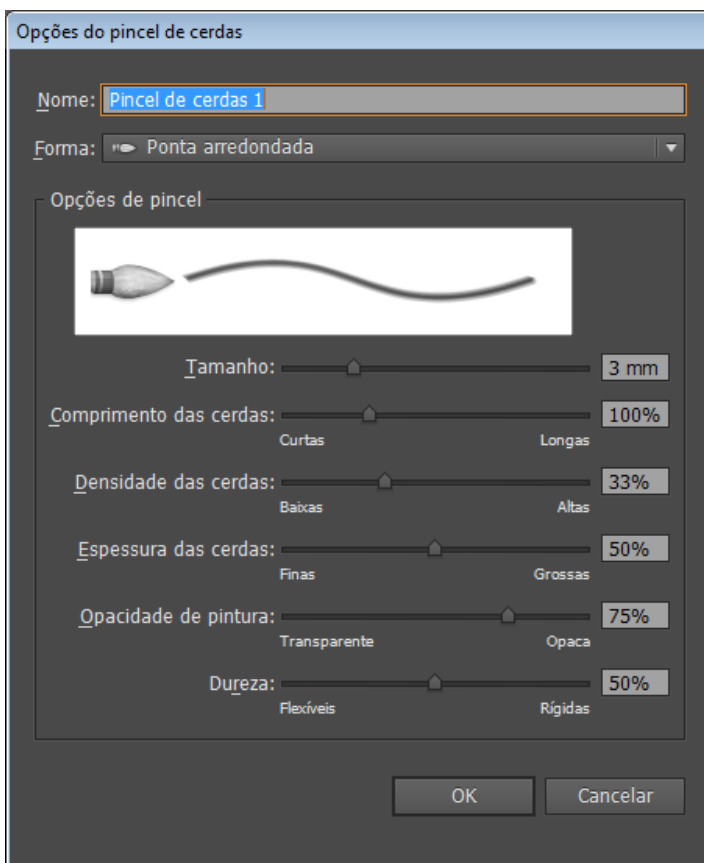 Opções do pincel de cerdas
Nome: Pincel de cerdas 1
Forma: Ponta arredondada
Opções de pincel
Tamanho: 3 mm
Comprimento das cerdas: 100%
Curtas Longas
Densidade das cerdas: 33%
Baixas Altas
Espessura das cerdas: 50%
Finas Grossas
Opacidade de pintura: 75%
Transparente Opaca
Dureza: 50%
Flexíveis Rígidas
OK Cancelar